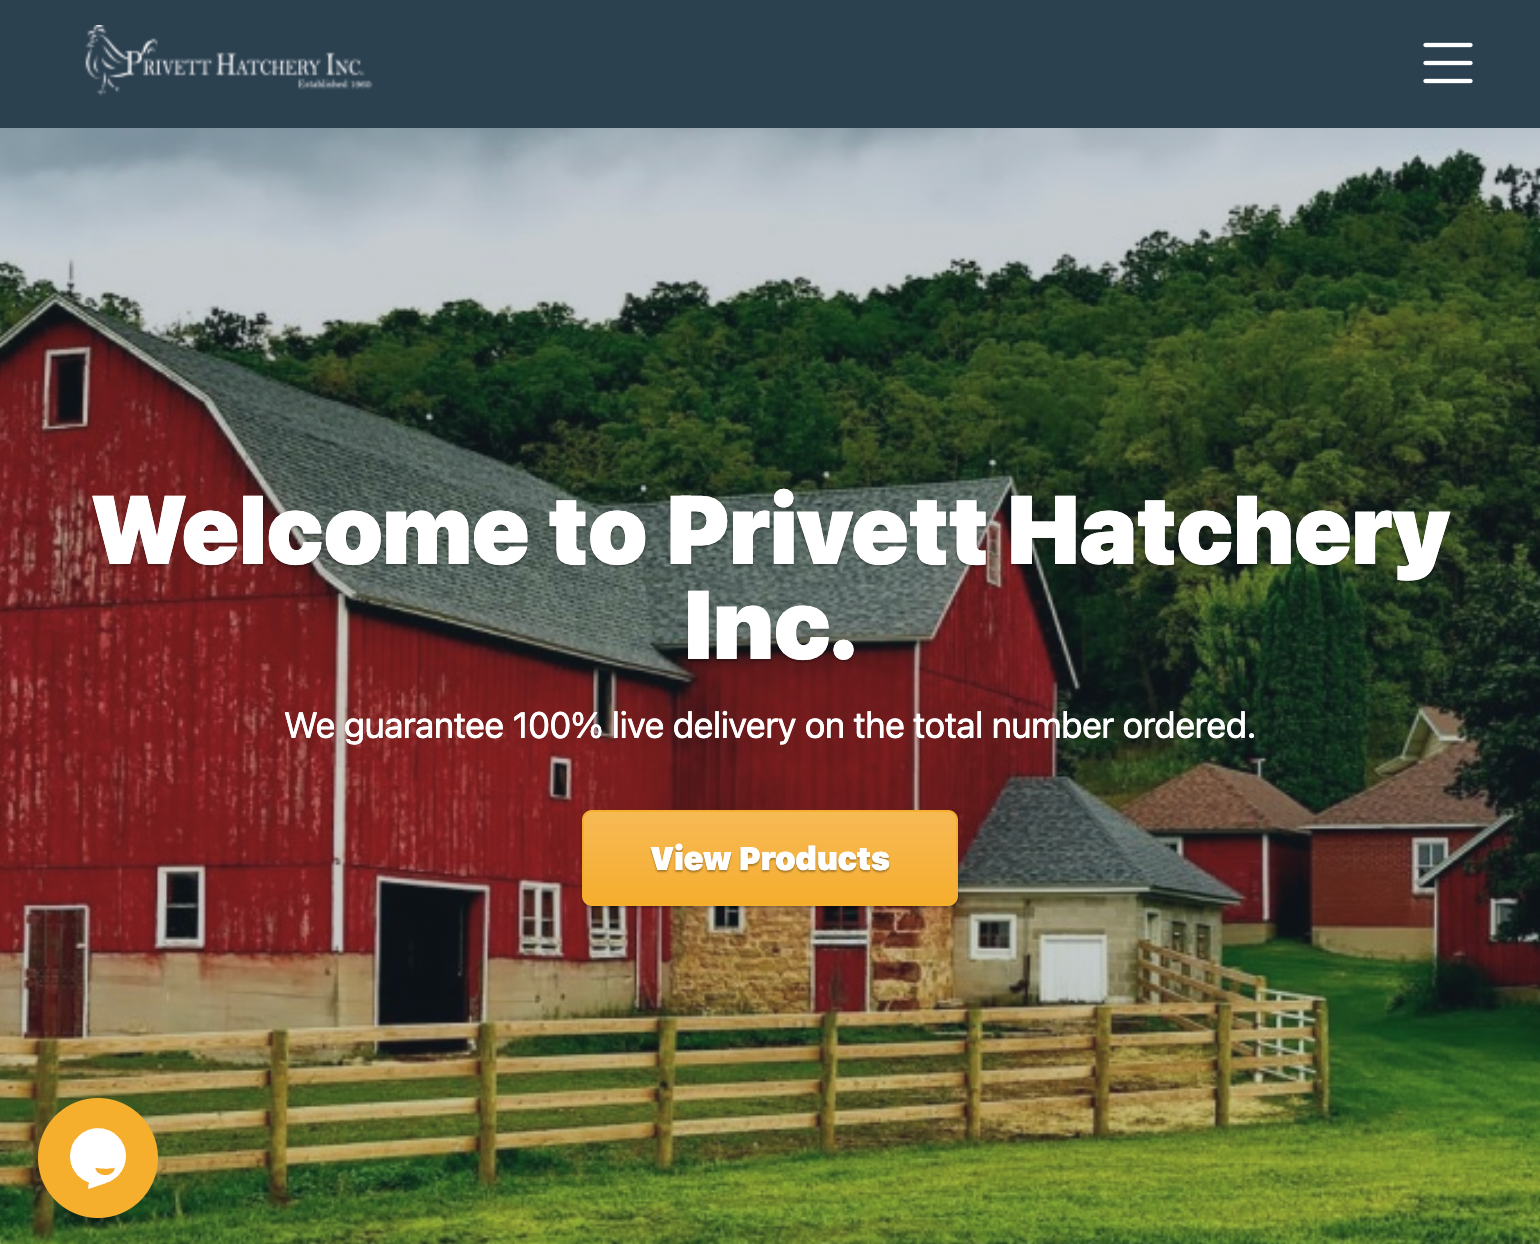 Privett Hatchery Inc.
Established 1960
Welcome to Privett Hatchery
Inc.
We guarantee 100% live delivery on the total number ordered.
View Products